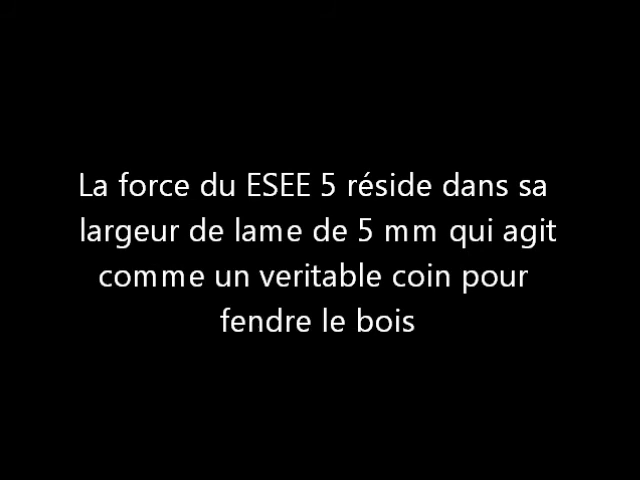 La force du ESEE 5 réside dans sa
largeur de lame de 5 mm qui agit
comme un veritable coin pour
fendre le bois